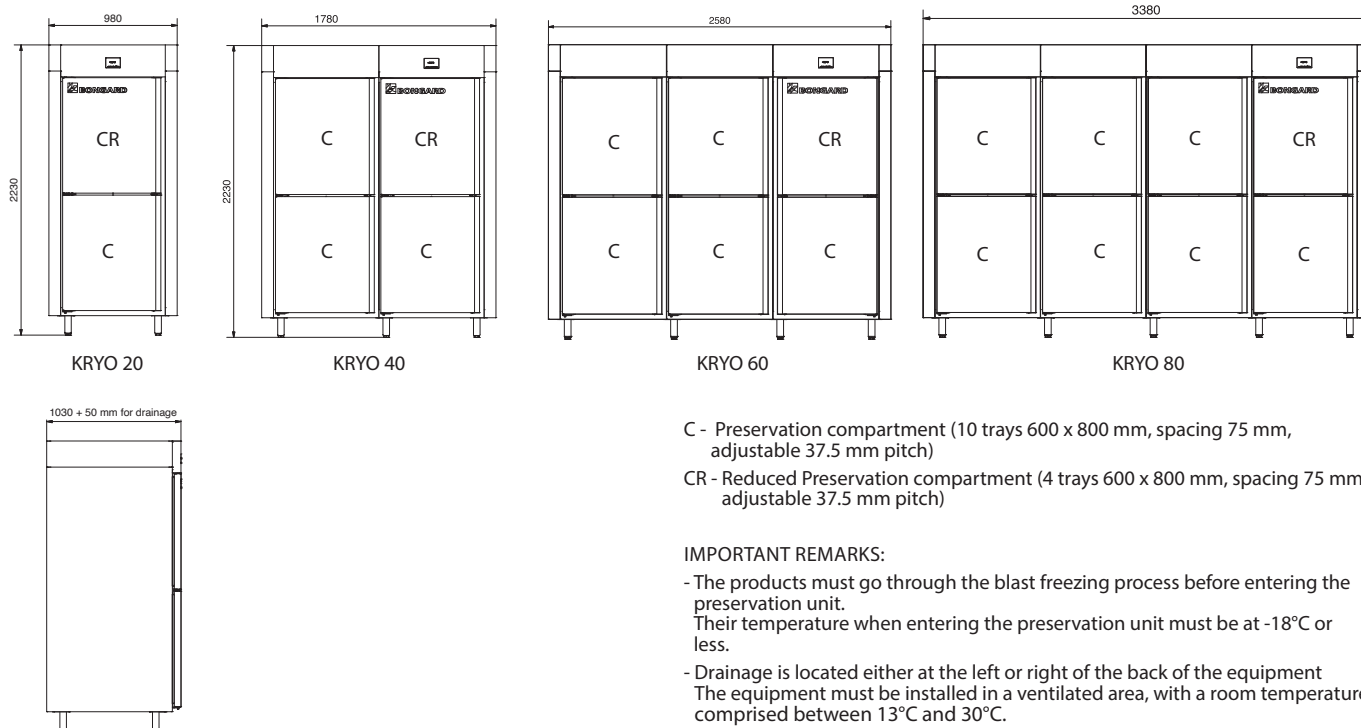 980
1780
2580
3380
BONGARD
BONGARD
BONGARD
BONGARD
CR
C
CR
C
C
CR
C
C
C
CR
2230
2230
C
C
C
C
C
C
C
C
C
C
KRYO 20
KRYO 40
KRYO 60
KRYO 80
1030 + 50 mm for drainage
C - Preservation compartment (10 trays 600 x 800 mm, spacing 75 mm,
adjustable 37.5 mm pitch)
CR - Reduced Preservation compartment (4 trays 600 x 800 mm, spacing 75 mm
adjustable 37.5 mm pitch)
IMPORTANT REMARKS:
- The products must go through the blast freezing process before entering the
preservation unit.
Their temperature when entering the preservation unit must be at -18°C or
less.
- Drainage is located either at the left or right of the back of the equipment
The equipment must be installed in a ventilated area, with a room temperature
comprised between 13°C and 30°C.